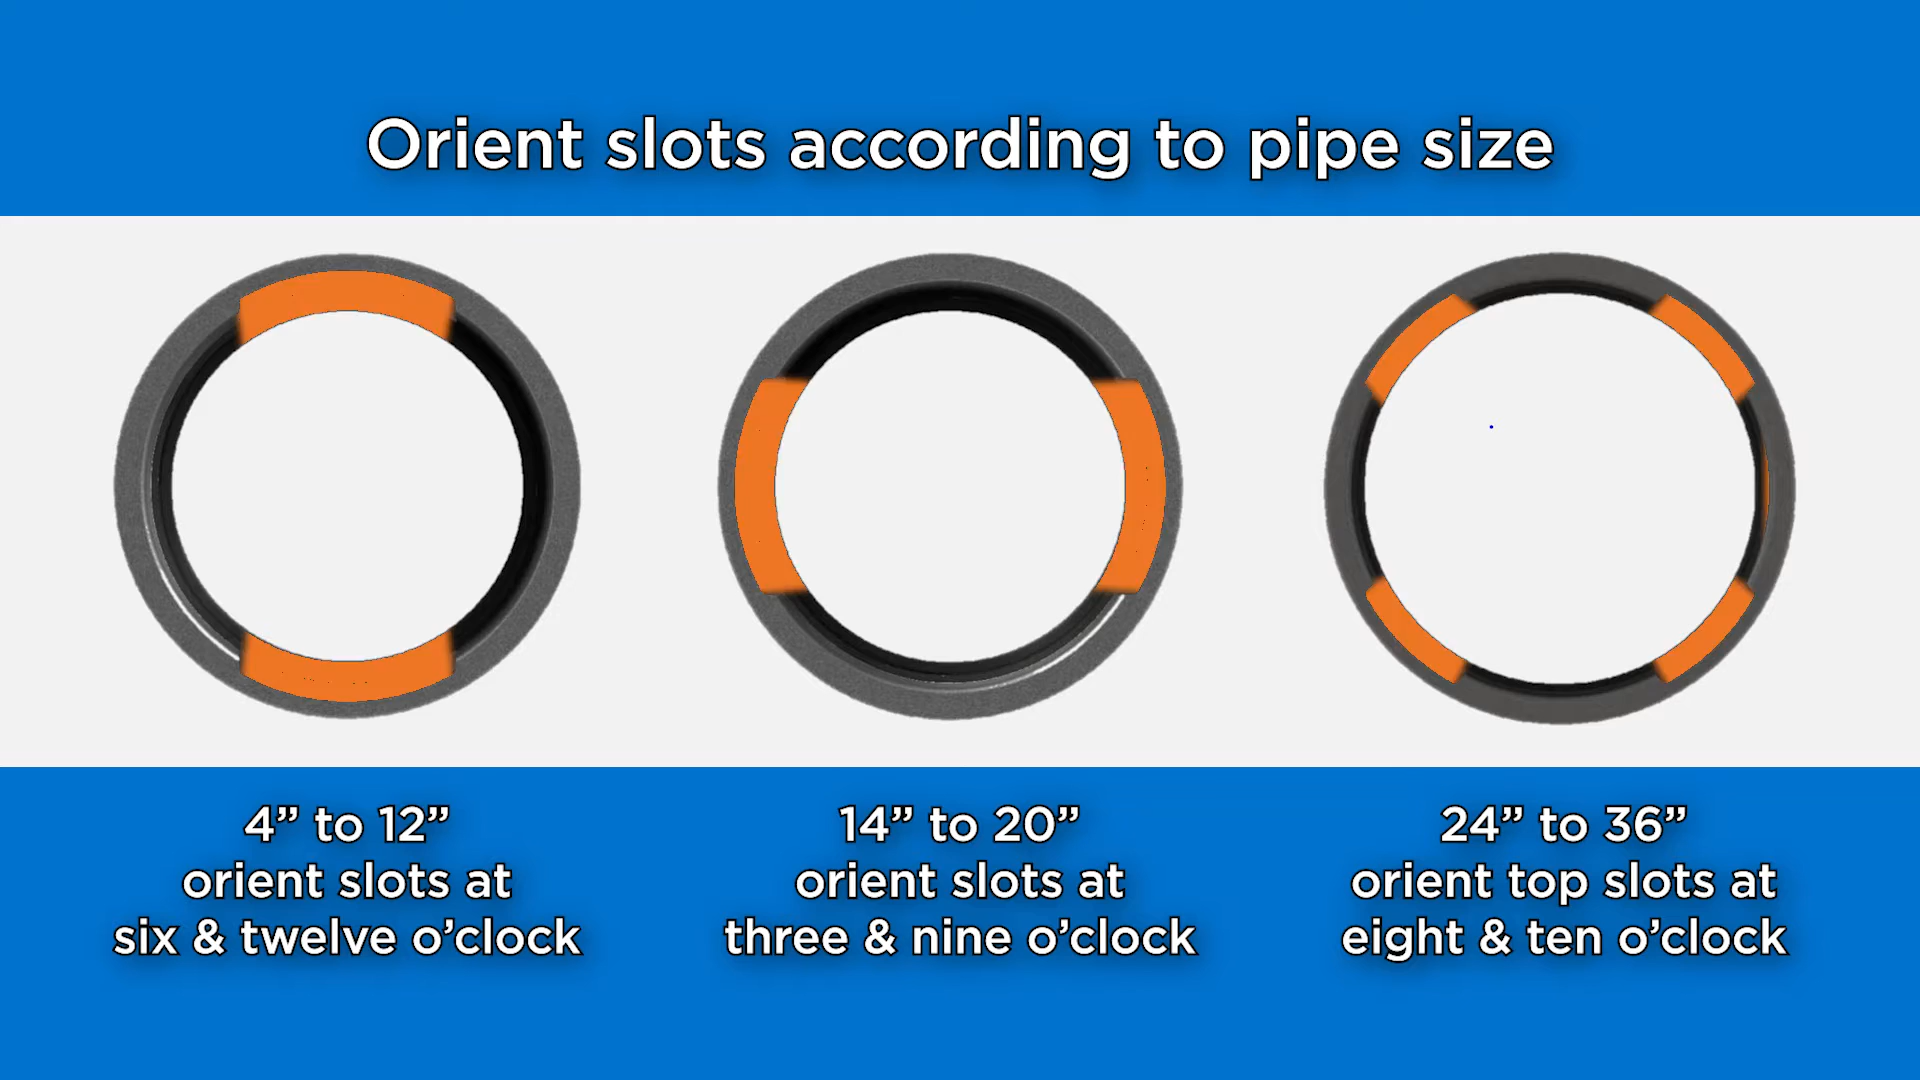 Orient slots according to pipe size
4” to 12”
orient slots at
six & twelve o’clock
14” to 20”
orient slots at
three & nine o’clock
24” to 36”
orient top slots at
eight & ten o’clock